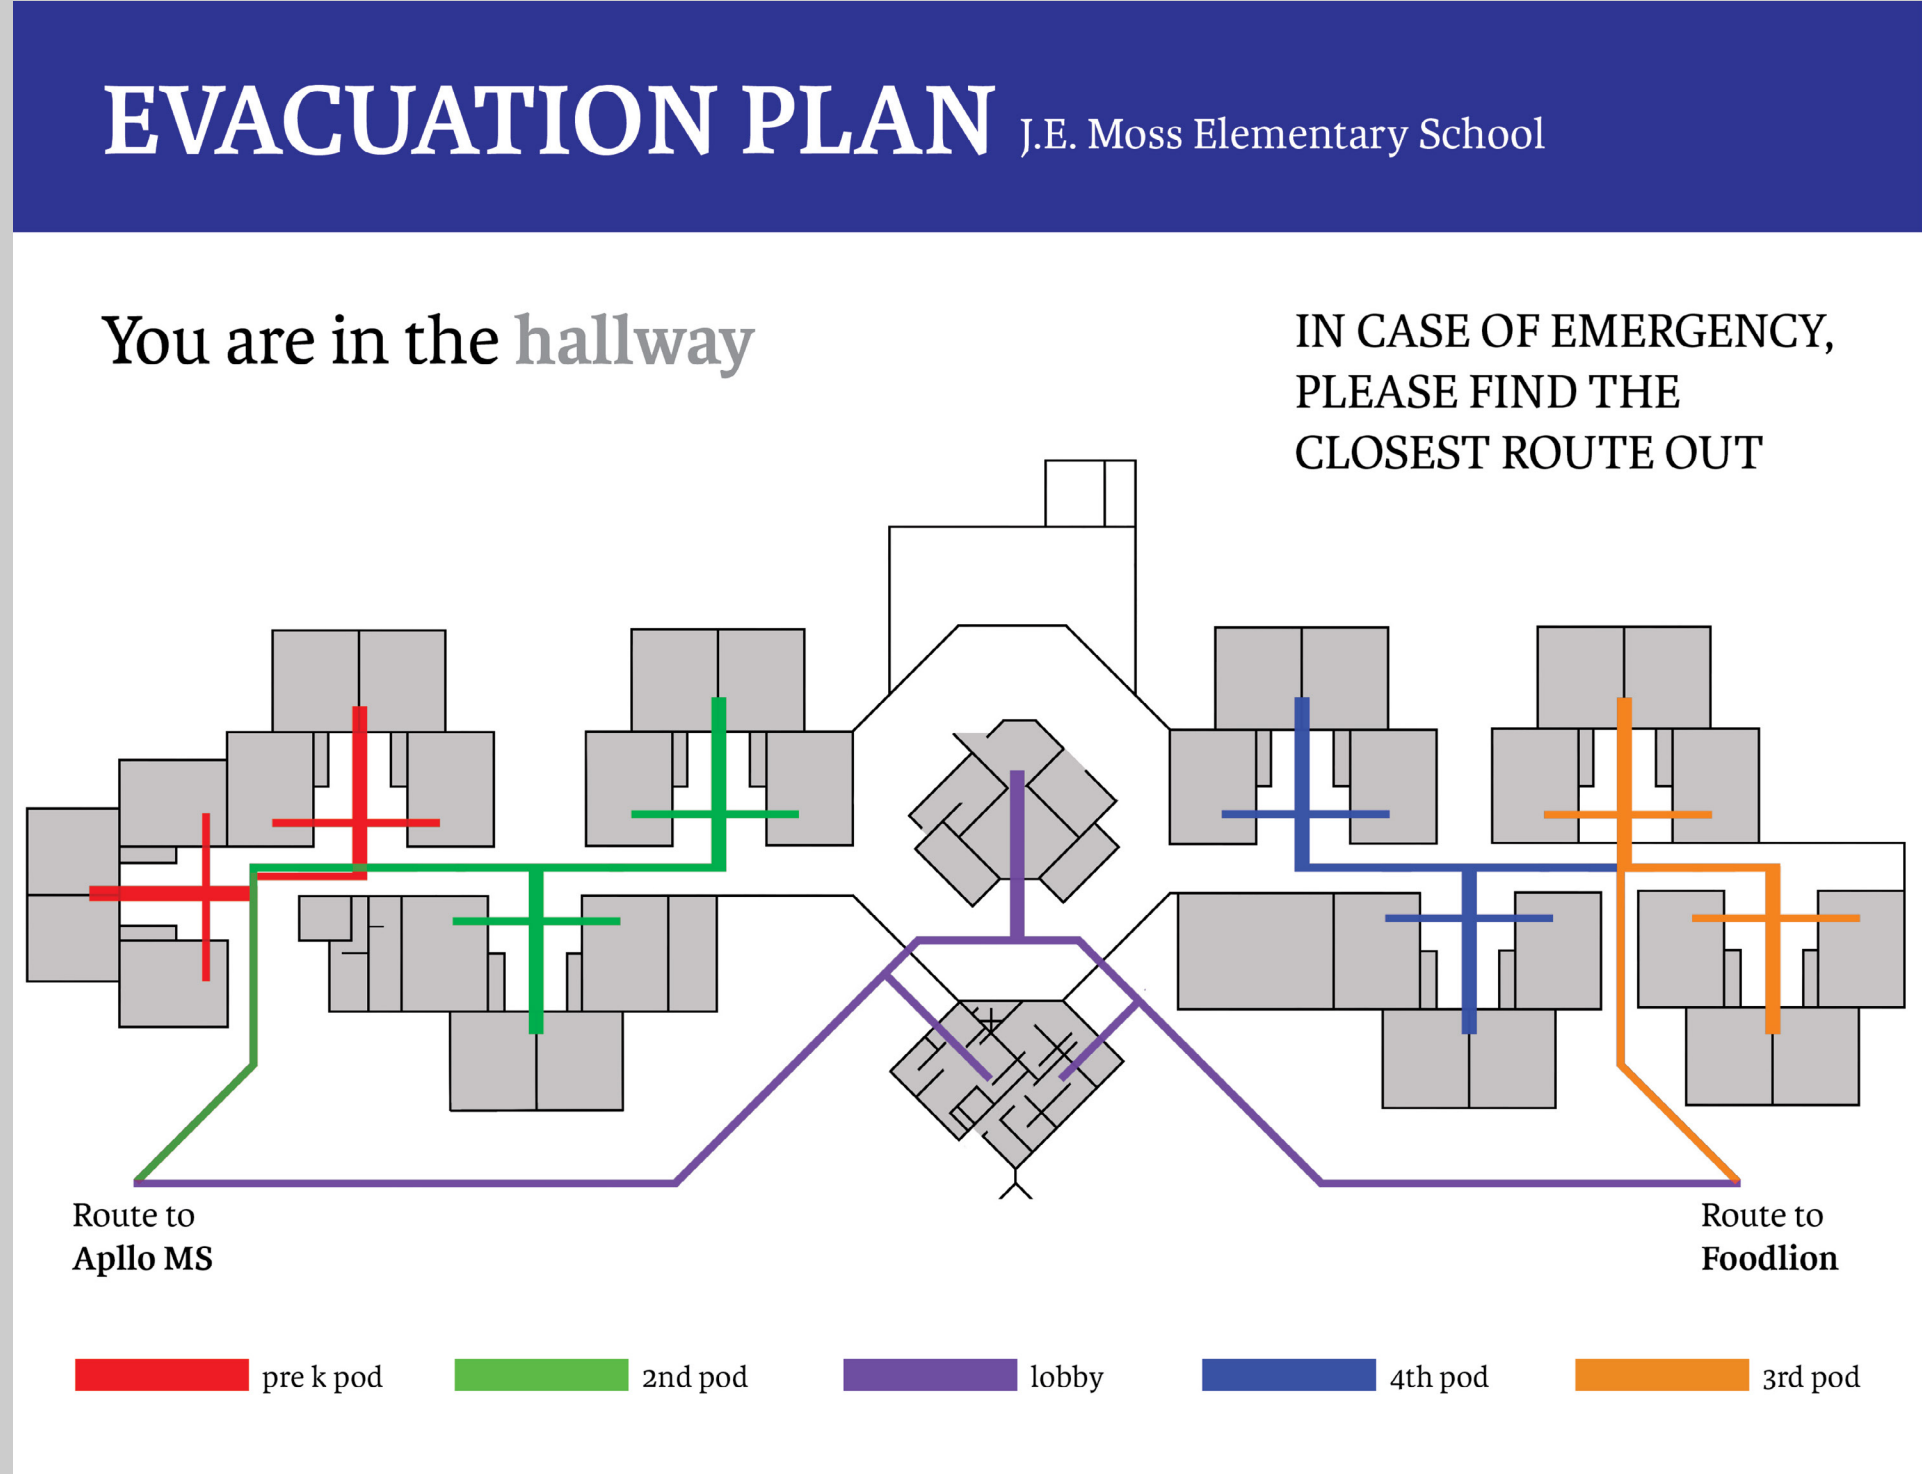 EVACUATION PLAN J.E. Moss Elementary School
You are in the hallway
IN CASE OF EMERGENCY,
PLEASE FIND THE
CLOSEST ROUTE OUT
Route to
Apllo MS
Route to
Foodlion
pre k pod
2nd pod
lobby
4th pod
3rd pod